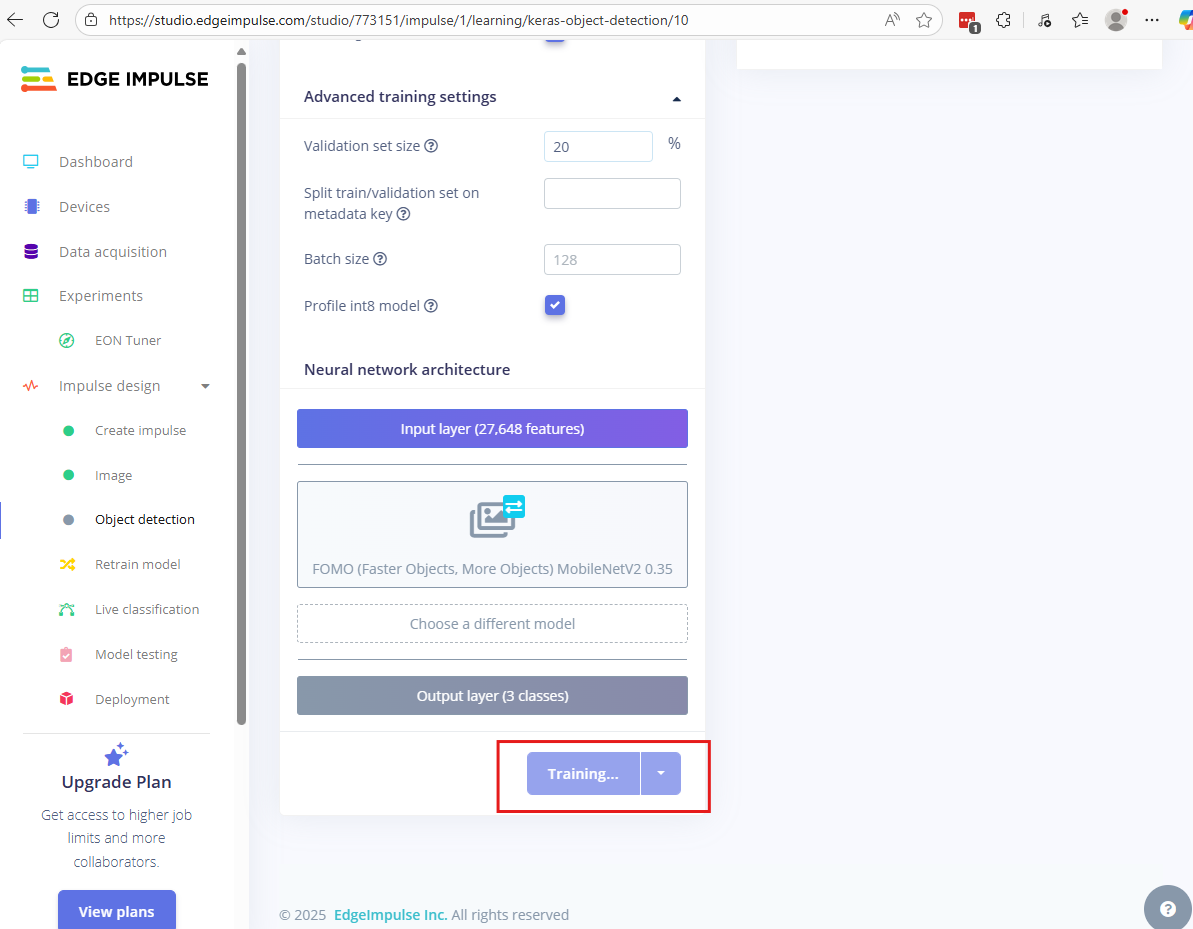 https://studio.edgeimpulse.com/studio/773151/impulse/1/learning/keras-object-detection/10
1
EDGE IMPULSE
Dashboard
Devices
Data acquisition
Experiments
EON Tuner
Impulse design
Create impulse
Image
Object detection
Retrain model
Live classification
Model testing
Deployment
Upgrade Plan
Get access to higher job
limits and more
collaborators.
View plans
Advanced training settings
Validation set size
20 %
Split train/validation set on
metadata key
Batch size
128
Profile int8 model
Neural network architecture
Input layer (27,648 features)
FOMO (Faster Objects, More Objects) MobileNetV2 0.35
Choose a different model
Output layer (3 classes)
Training...
© 2025 EdgeImpulse Inc. All rights reserved